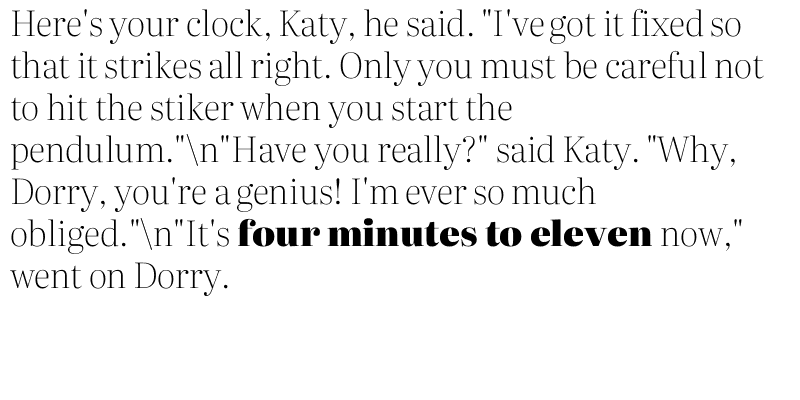 Here's your clock, Katy, he said. "I've got it fixed so
that it strikes all right. Only you must be careful not
to hit the stiker when you start the
pendulum."\n"Have you really?" said Katy. "Why,
Dorry, you're a genius! I'm ever so much
obliged."\n"It's four minutes to eleven now,"
went on Dorry.